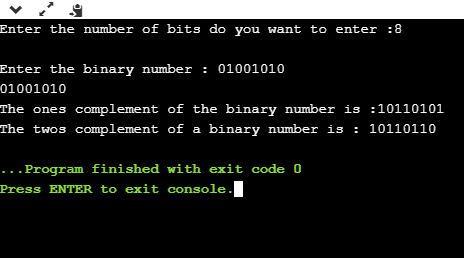 Enter the number of bits do you want to enter :8
Enter the binary number : 01001010
01001010
The ones complement of the binary number is :10110101
The twos complement of a binary number is : 10110110
...Program finished with exit code 0
Press ENTER to exit console.